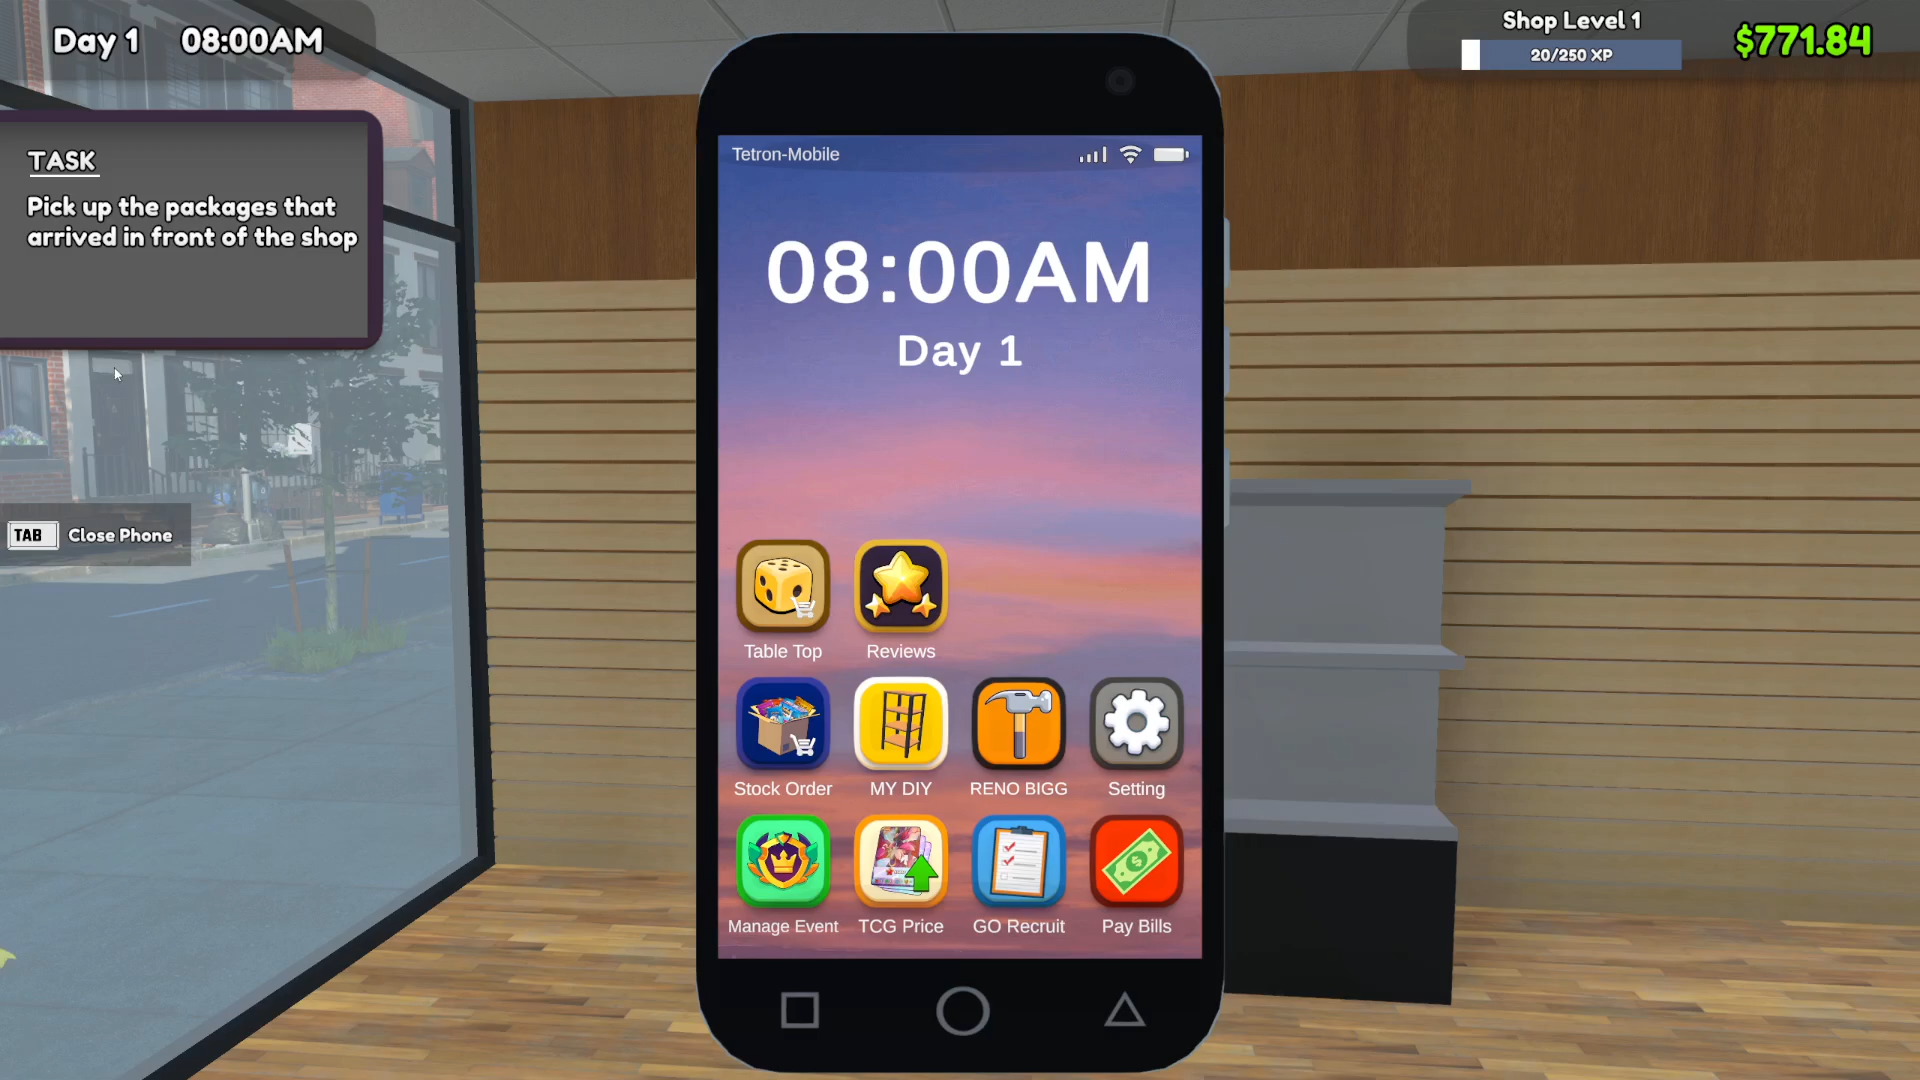 Day 1 08:00AM
Shop Level 1
20/250 XP
$771.84
TASK
Pick up the packages that
arrived in front of the shop
TAB Close Phone
Tetron-Mobile
08:00AM
Day 1
Table Top Reviews
Stock Order MY DIY RENO BIGG Setting
Manage Event TCG Price GO Recruit Pay Bills